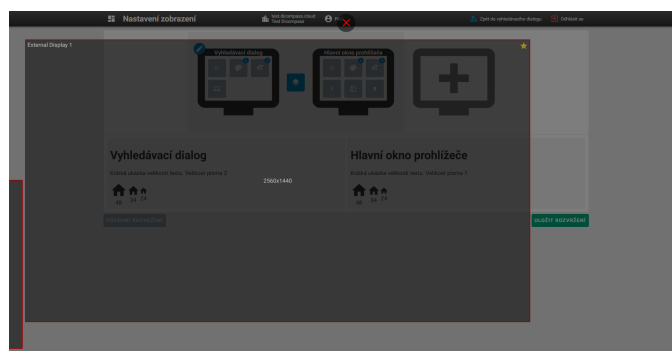 Nastavení zobrazení
test dicompass.cloud
Test Dicompass
Zpět do vyhledávacího dialogu
Odhlásit se
External Display 1
Vyhledávací dialog
Hlavní okno prohlížeče
Vyhledávací dialog
Krátká ukázka velikosti textu. Velikost písma 2
48 34 24
Hlavní okno prohlížeče
Krátká ukázka velikosti textu. Velikost písma 1
48 34 24
2560x1440
ULOŽIT ROZVRŽENÍ